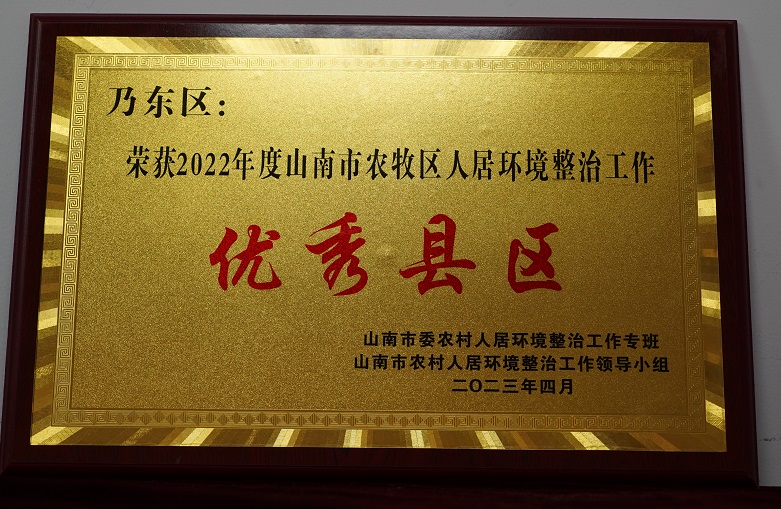 乃东区：
荣获2022年度山南市农牧区人居环境整治工作
优秀县区
山南市委农村人居环境整治工作专班
山南市农村人居环境整治工作领导小组
二〇二三年四月